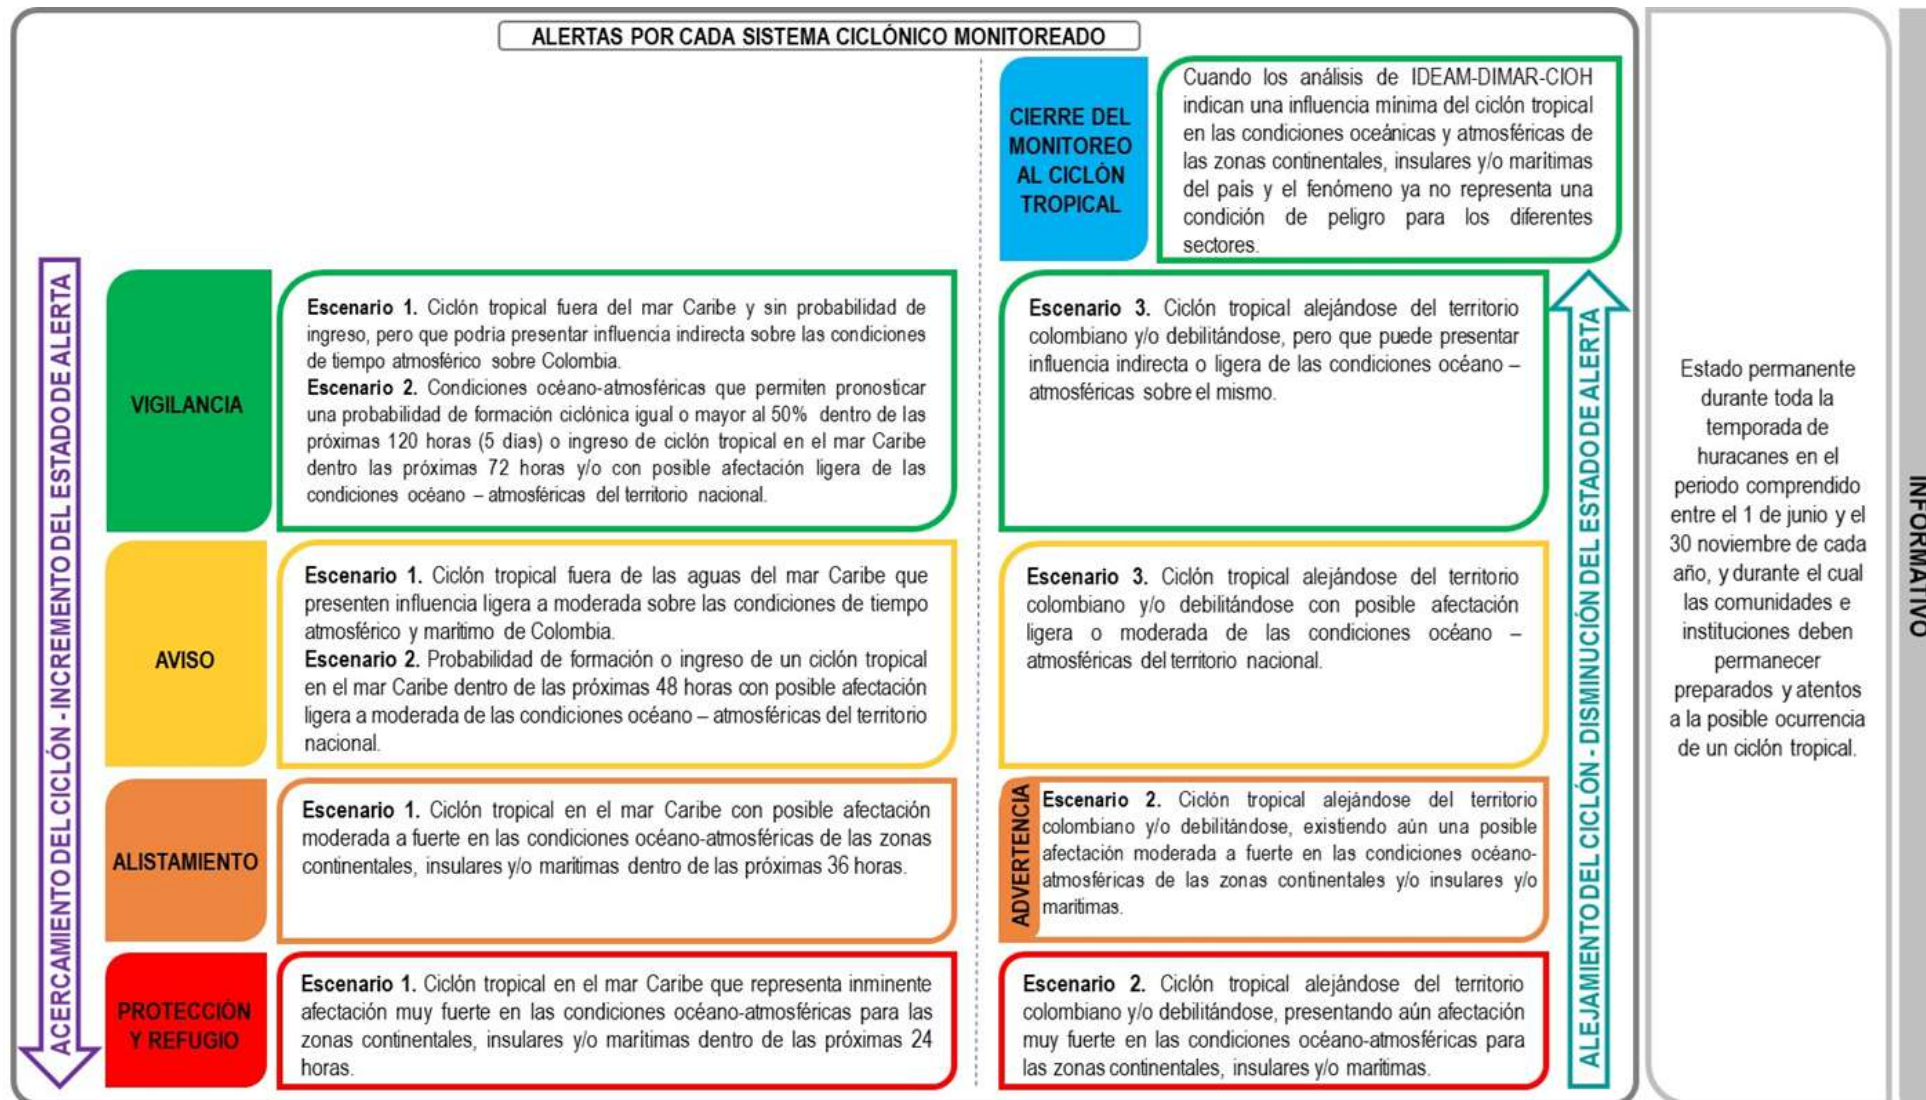 ALERTAS POR CADA SISTEMA CICLÓNICO MONITOREADO
CIERRE DEL
MONITOREO
AL CICLÓN
TROPICAL
Cuando los análisis de IDEAM-DIMAR-CIOH
indican una influencia mínima del ciclón tropical
en las condiciones oceánicas y atmosféricas de
las zonas continentales, insulares y/o marítimas
del país y el fenómeno ya no representa una
condición de peligro para los diferentes
sectores.
ACERCAMIENTO DEL CICLÓN - INCREMENTO DEL ESTADO DE ALERTA
VIGILANCIA
Escenario 1. Ciclón tropical fuera del mar Caribe y sin probabilidad de
ingreso, pero que podría presentar influencia indirecta sobre las condiciones
de tiempo atmosférico sobre Colombia.
Escenario 2. Condiciones océano-atmosféricas que permiten pronosticar
una probabilidad de formación ciclónica igual o mayor al 50% dentro de las
próximas 120 horas (5 dias) o ingreso de ciclón tropical en el mar Caribe
dentro las próximas 72 horas y/o con posible afectación ligera de las
condiciones océano – atmosféricas del territorio nacional.
Escenario 3. Ciclón tropical alejándose del territorio
colombiano y/o debilitándose, pero que puede presentar
influencia indirecta o ligera de las condiciones océano –
atmosféricas sobre el mismo.
AVISO
Escenario 1. Ciclón tropical fuera de las aguas del mar Caribe que
presenten influencia ligera a moderada sobre las condiciones de tiempo
atmosférico y marítimo de Colombia.
Escenario 2. Probabilidad de formación o ingreso de un ciclón tropical
en el mar Caribe dentro de las próximas 48 horas con posible afectación
ligera a moderada de las condiciones océano – atmosféricas del territorio
nacional.
Escenario 3. Ciclón tropical alejándose del territorio
colombiano y/o debilitándose con posible afectación
ligera o moderada de las condiciones océano –
atmosféricas del territorio nacional.
ALISTAMIENTO
Escenario 1. Ciclón tropical en el mar Caribe con posible afectación
moderada a fuerte en las condiciones océano-atmosféricas de las zonas
continentales, insulares y/o marítimas dentro de las próximas 36 horas.
ADVERTENCIA
Escenario 2. Ciclón tropical alejándose del territorio
colombiano y/o debilitándose, existiendo aún una posible
afectación moderada a fuerte en las condiciones océano-
atmosféricas de las zonas continentales y/o insulares y/o
marítimas.
PROTECCIÓN
Y REFUGIO
Escenario 1. Ciclón tropical en el mar Caribe que representa inminente
afectación muy fuerte en las condiciones océano-atmosféricas para las
zonas continentales, insulares y/o marítimas dentro de las próximas 24
horas.
Escenario 2. Ciclón tropical alejándose del territorio
colombiano y/o debilitándose, presentando aún afectación
muy fuerte en las condiciones océano-atmosféricas para
las zonas continentales, insulares y/o marítimas.
ALEJAMIENTO DEL CICLÓN - DISMINUCIÓN DEL ESTADO DE ALERTA
Estado permanente
durante toda la
temporada de
huracanes en el
periodo comprendido
entre el 1 de junio y el
30 noviembre de cada
año, y durante el cual
las comunidades e
instituciones deben
permanecer
preparados y atentos
a la posible ocurrencia
de un ciclón tropical.
INFORMATIVO